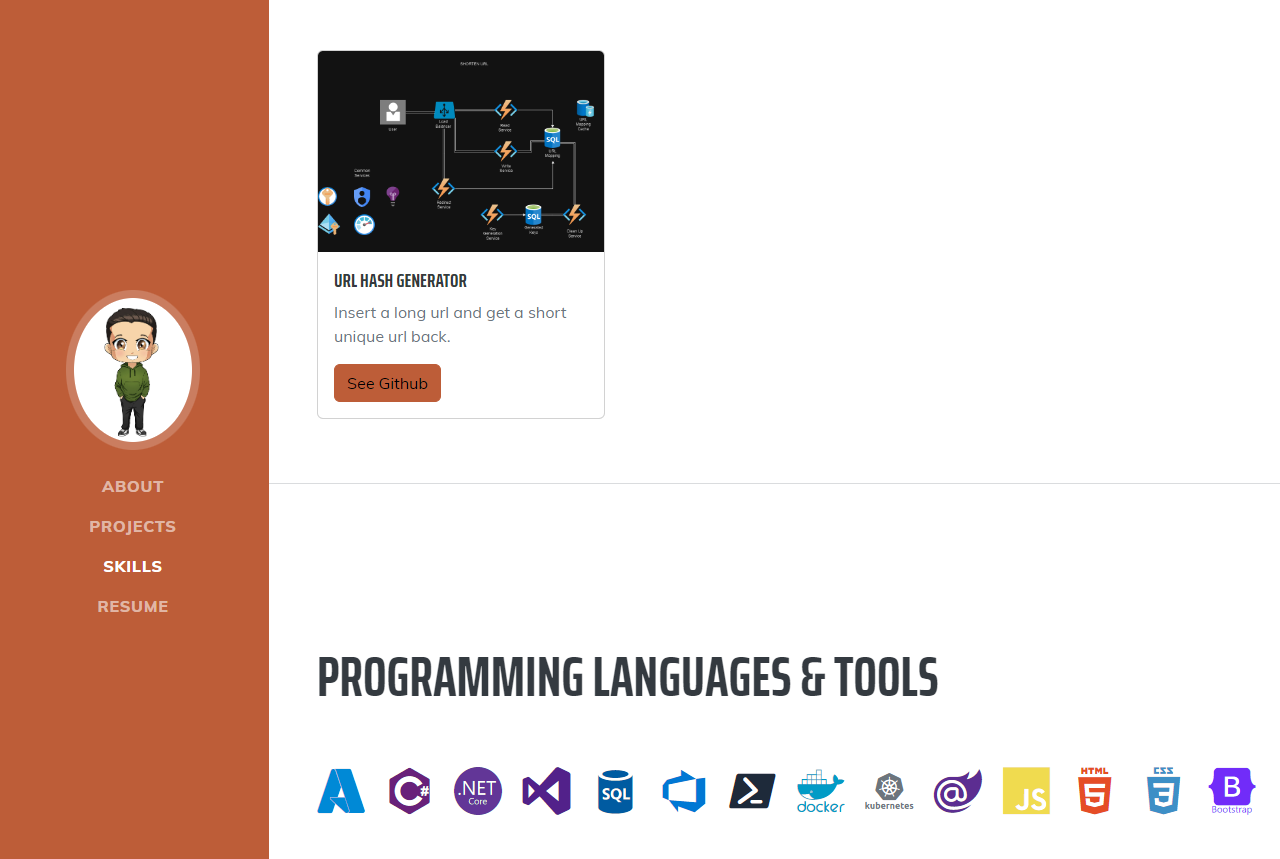 SHORTEN URL
User
Load
Balancer
Read
Service
URL
Mapping
Cache
SQL
URL
Mapping
Write
Service
Common
Services
Redirect
Service
Key
Generation
Service
SQL
Generated
Keys
Clean Up
Service
URL HASH GENERATOR
Insert a long url and get a short
unique url back.
See Github
ABOUT
PROJECTS
SKILLS
RESUME
PROGRAMMING LANGUAGES & TOOLS
C#
.NET
Core
SQL
docker
kubernetes
@
JS
HTML
5
CSS
3
B
Bootstrap